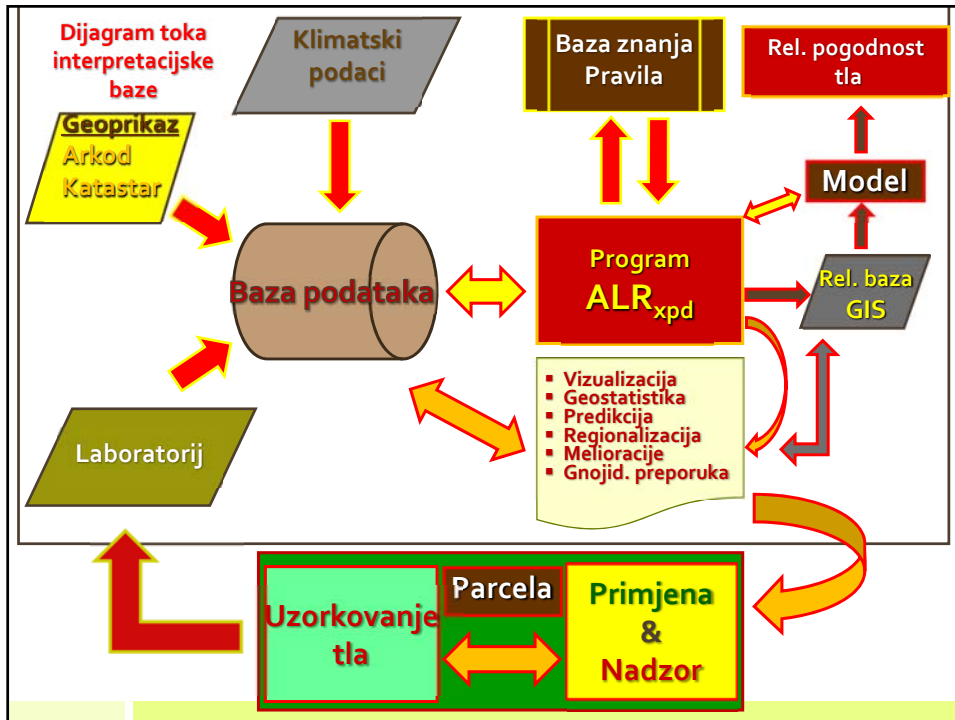 Dijagram toka
interpretacijske
baze
Geoprikaz
Arkod
Katastar
Klimatski
podaci
Baza znanja
Pravila
Rel. pogodnost
tla
Model
Baza podataka
Program
ALRxpd
Rel. baza
GIS
▪ Vizualizacija
▪ Geostatistika
▪ Predikcija
▪ Regionalizacija
▪ Melioracije
▪ Gnojid. preporuka
Laboratorij
Uzorkovanje
tla
Parcela
Primjena
&
Nadzor